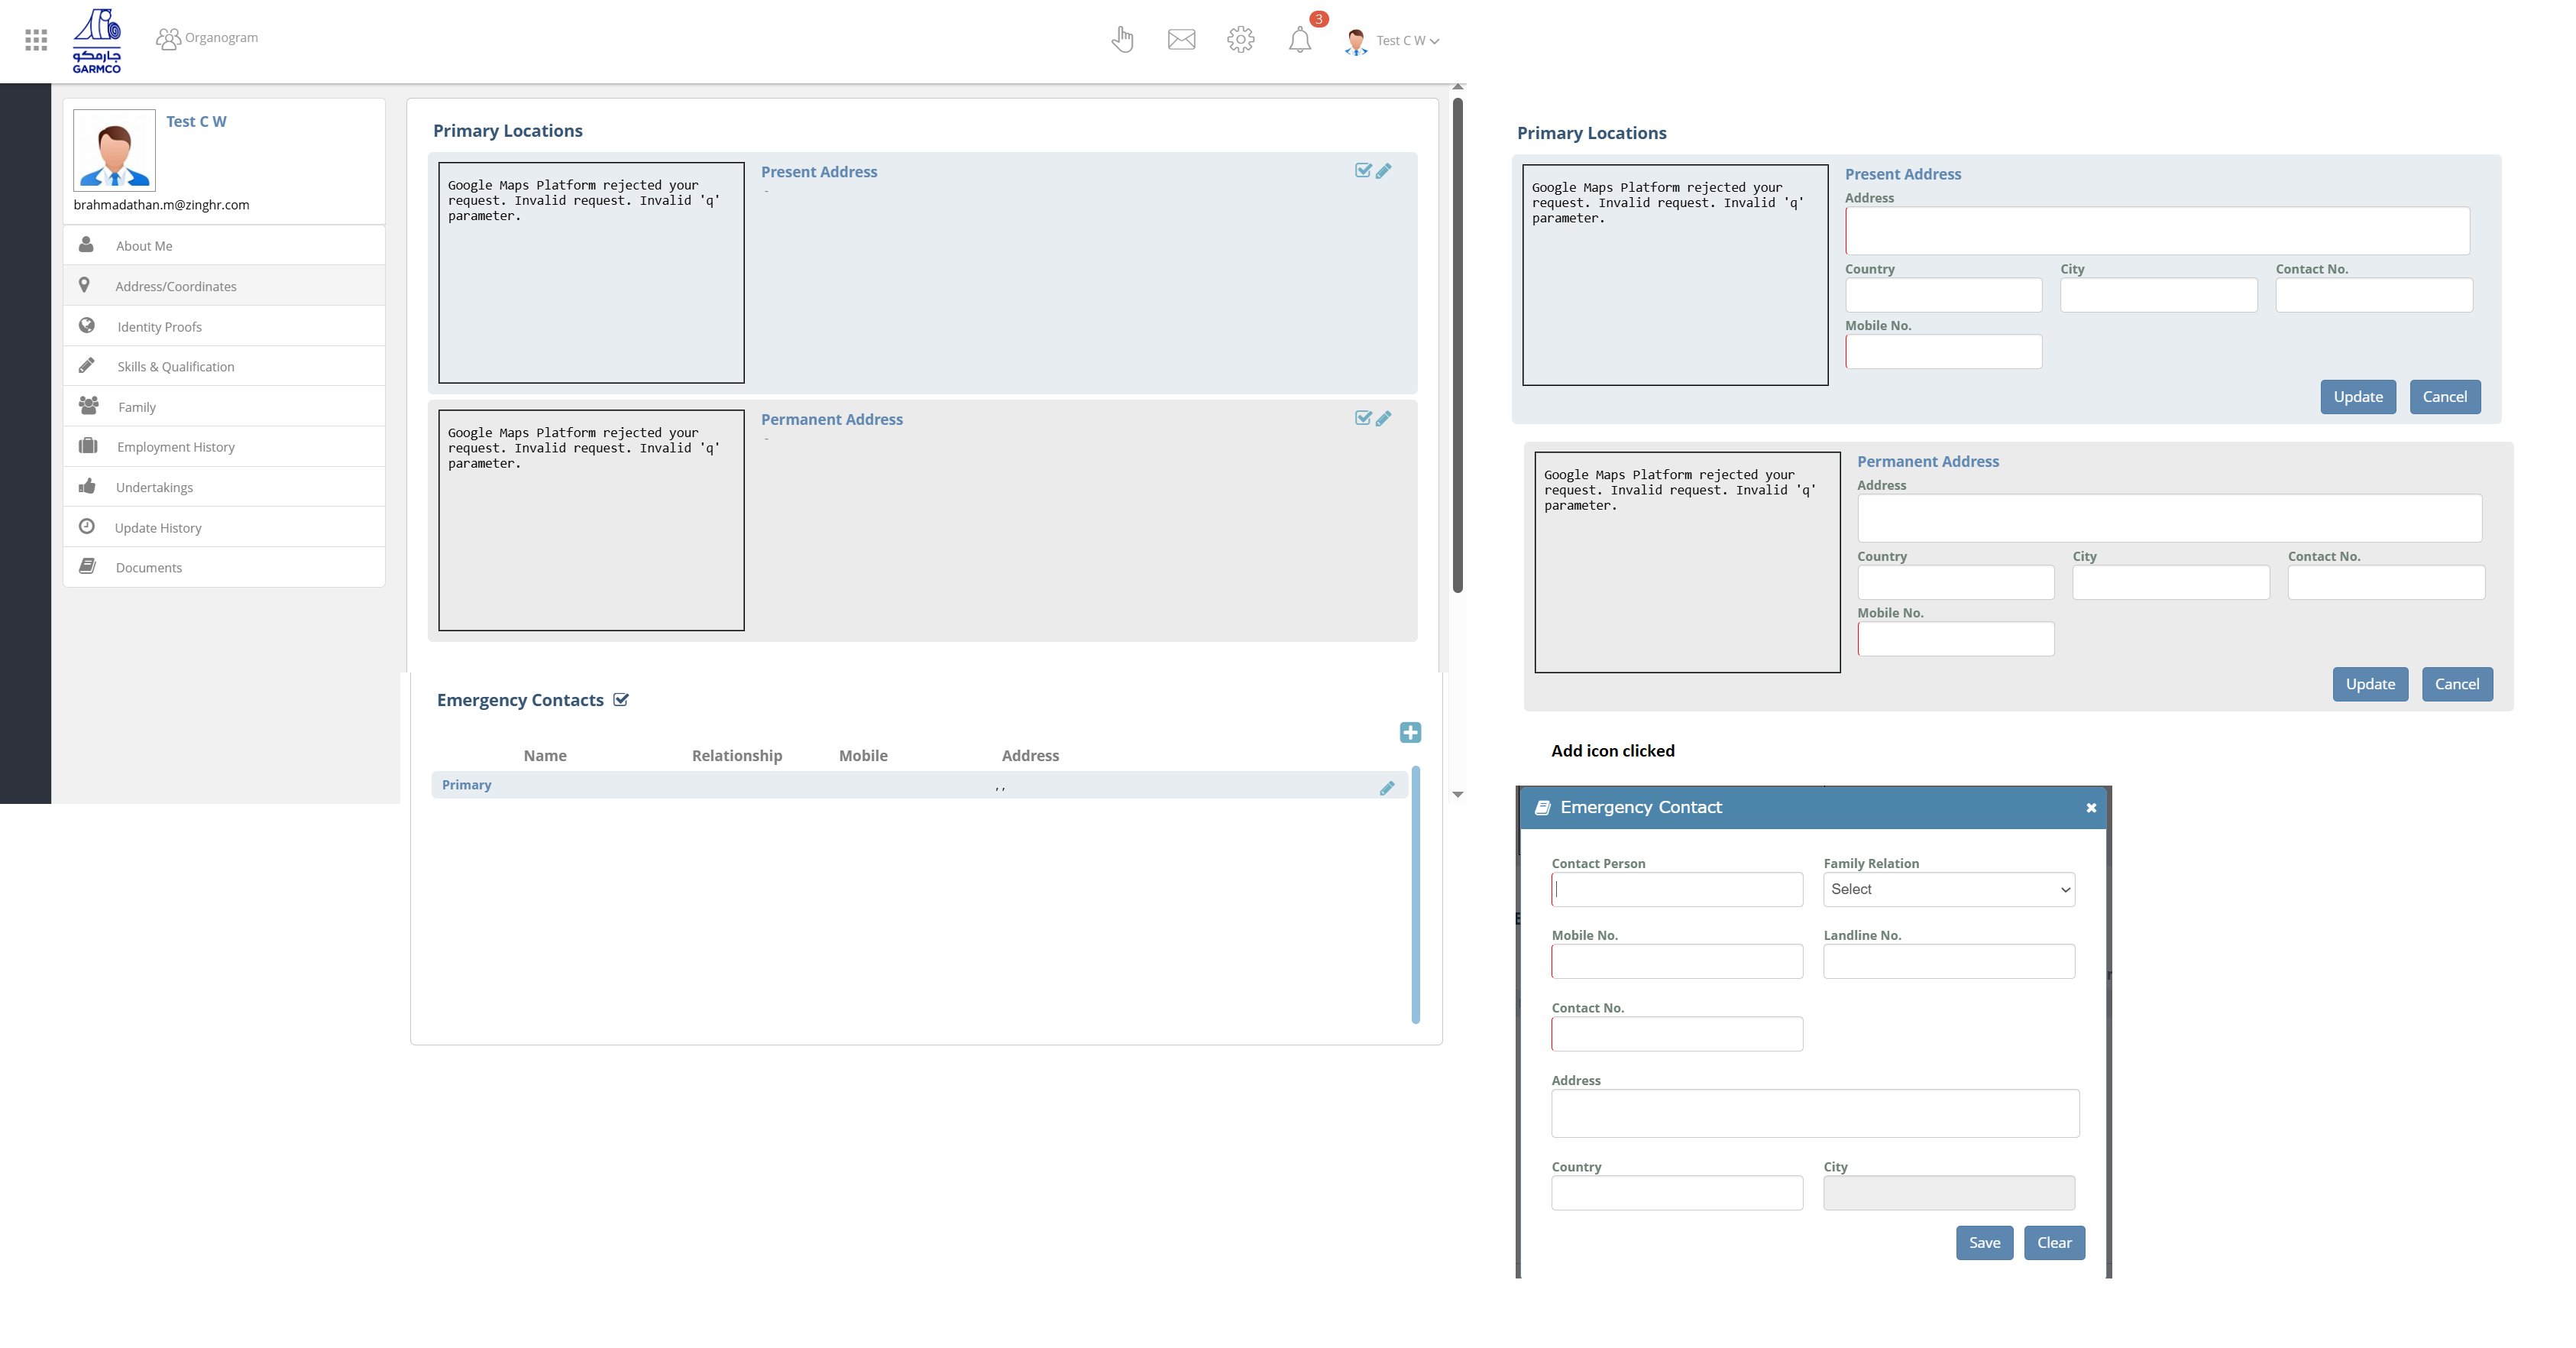 جارمكو
GARMCO
Organogram
3
Test C W
Test C W
brahmadathan.m@zinghr.com
About Me
Address/Coordinates
Identity Proofs
Skills & Qualification
Family
Employment History
Undertakings
Update History
Documents
Primary Locations
Google Maps Platform rejected your
request. Invalid request. Invalid 'q'
parameter.
Present Address
-
Google Maps Platform rejected your
request. Invalid request. Invalid 'q'
parameter.
Permanent Address
-
Emergency Contacts
Name Relationship Mobile Address
Primary , ,
Primary Locations
Google Maps Platform rejected your
request. Invalid request. Invalid 'q'
parameter.
Present Address
Address
Country City Contact No.
Mobile No.
Update Cancel
Google Maps Platform rejected your
request. Invalid request. Invalid 'q'
parameter.
Permanent Address
Address
Country City Contact No.
Mobile No.
Update Cancel
Add icon clicked
Emergency Contact
Contact Person Family Relation
Select
Mobile No. Landline No.
Contact No.
Address
Country City
Save Clear